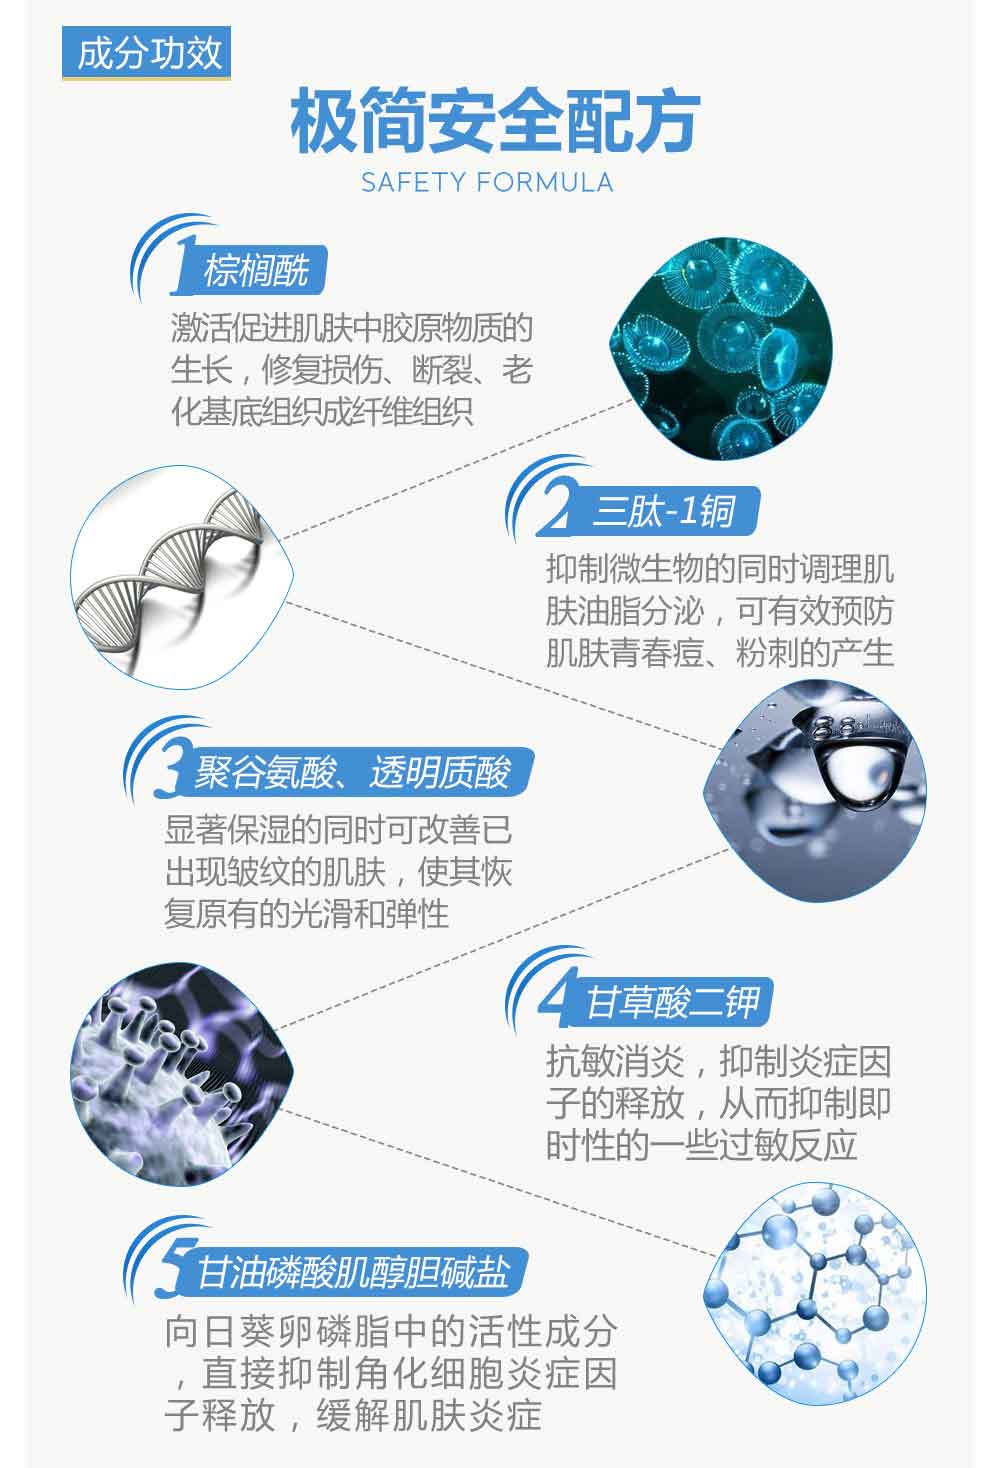 成分功效
极简安全配方
SAFETY FORMULA
1 棕榈酰
激活促进肌肤中胶原物质的
生长，修复损伤、断裂、老
化基底组织成纤维组织
2 三肽-1铜
抑制微生物的同时调理肌
肤油脂分泌，可有效预防
肌肤青春痘、粉刺的产生
3 聚谷氨酸、透明质酸
显著保湿的同时可改善已
出现皱纹的肌肤，使其恢
复原有的光滑和弹性
4 甘草酸二钾
抗敏消炎，抑制炎症因
子的释放，从而抑制即
时性的一些过敏反应
5 甘油磷酸肌醇胆碱盐
向日葵卵磷脂中的活性成分
，直接抑制角化细胞炎症因
子释放，缓解肌肤炎症